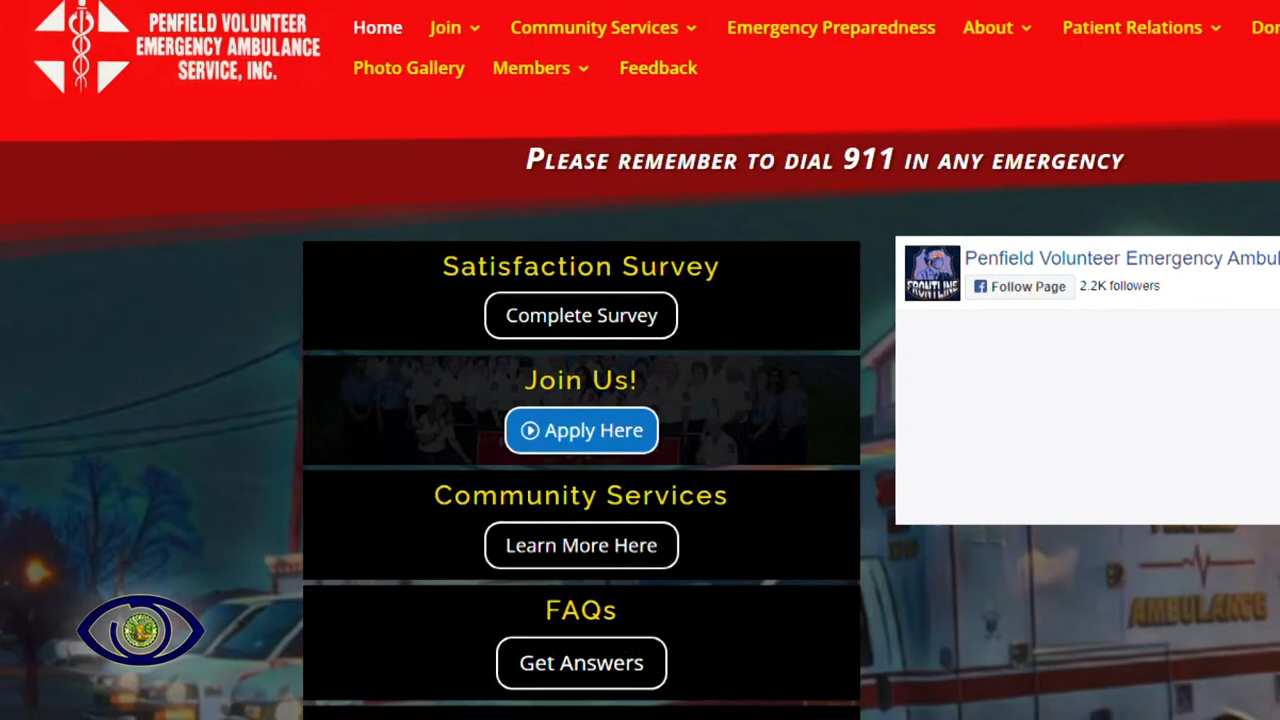 PENFIELD VOLUNTEER
EMERGENCY AMBULANCE
SERVICE, INC.
Home Join Community Services Emergency Preparedness About Patient Relations Don
Photo Gallery Members Feedback
PLEASE REMEMBER TO DIAL 911 IN ANY EMERGENCY
Satisfaction Survey
Complete Survey
Join Us!
Apply Here
Community Services
Learn More Here
FAQs
Get Answers
FRONTLINE
Penfield Volunteer Emergency Ambul
Follow Page 2.2K followers
AMBULANCE